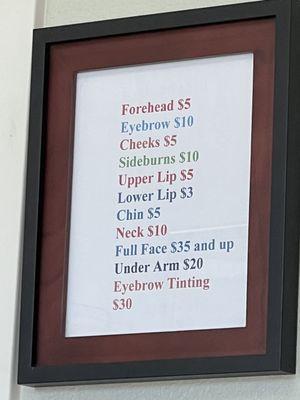 Forehead $5
Eyebrow $10
Cheeks $5
Sideburns $10
Upper Lip $5
Lower Lip $3
Chin $5
Neck $10
Full Face $35 and up
Under Arm $20
Eyebrow Tinting
$30